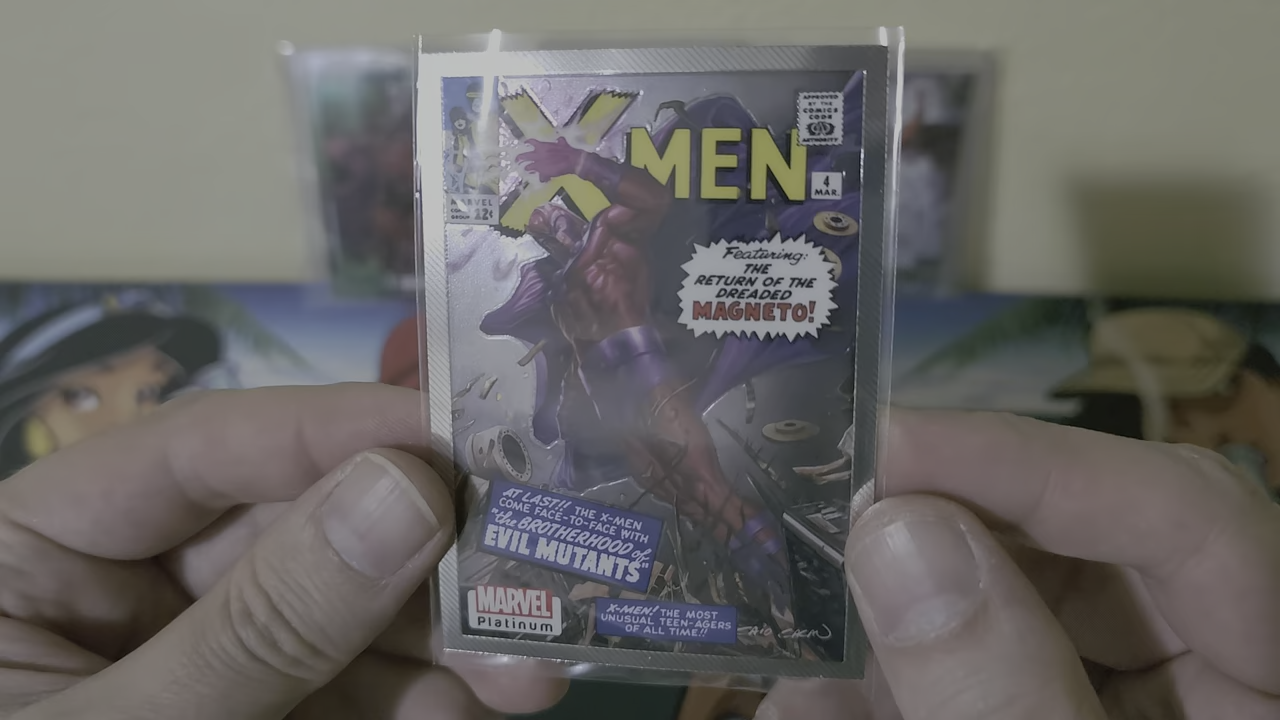 X MEN
APPROVED
BY THE
COMICS
CODE
AUTHORITY
4
MAR.
MARVEL
GROUP 12¢
Featuring:
THE
RETURN OF THE
DREADED
MAGNETO!
AT LAST!! THE X-MEN
COME FACE-TO-FACE WITH
"the BROTHERHOOD of
EVIL MUTANTS"
MARVEL
Platinum
X-MEN! THE MOST
UNUSUAL TEEN-AGERS
OF ALL TIME!!